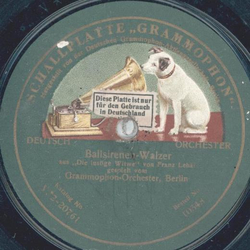 SCHALLPLATTE „GRAMMOPHON"
Diese Platte ist nur
für den Gebrauch
in Deutschland
DEUTSCH
ORCHESTER
Ballsirenen-Walzer
aus „Die lustige Witwe" von Franz Lehár
gespielt vom
Grammophon-Orchester, Berlin